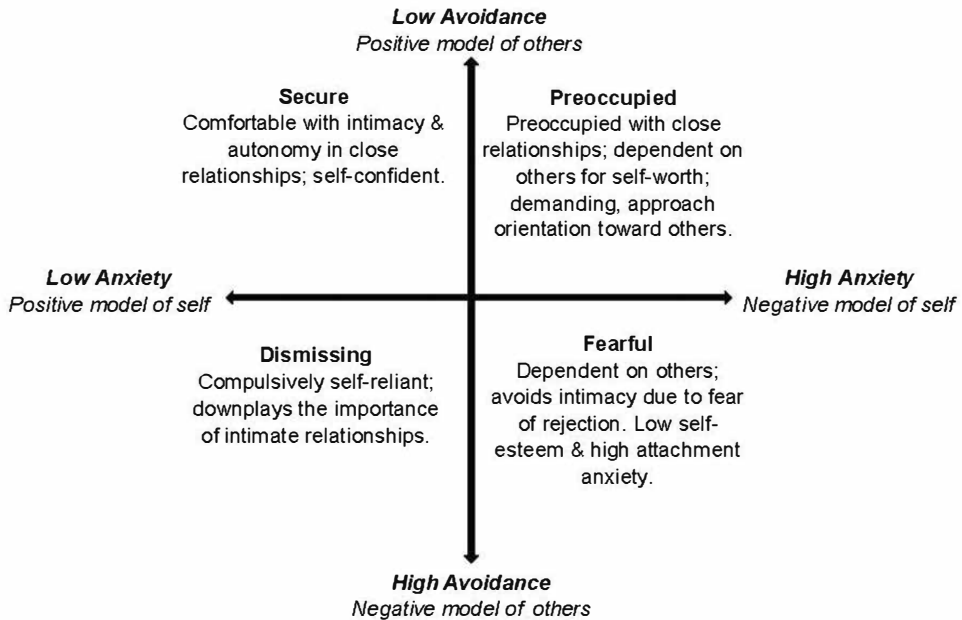 Low Avoidance
Positive model of others
Secure
Comfortable with intimacy &
autonomy in close
relationships; self-confident.
Preoccupied
Preoccupied with close
relationships; dependent on
others for self-worth;
demanding, approach
orientation toward others.
Low Anxiety
Positive model of self
High Anxiety
Negative model of self
Dismissing
Compulsively self-reliant;
downplays the importance
of intimate relationships.
Fearful
Dependent on others;
avoids intimacy due to fear
of rejection. Low self-
esteem & high attachment
anxiety.
High Avoidance
Negative model of others